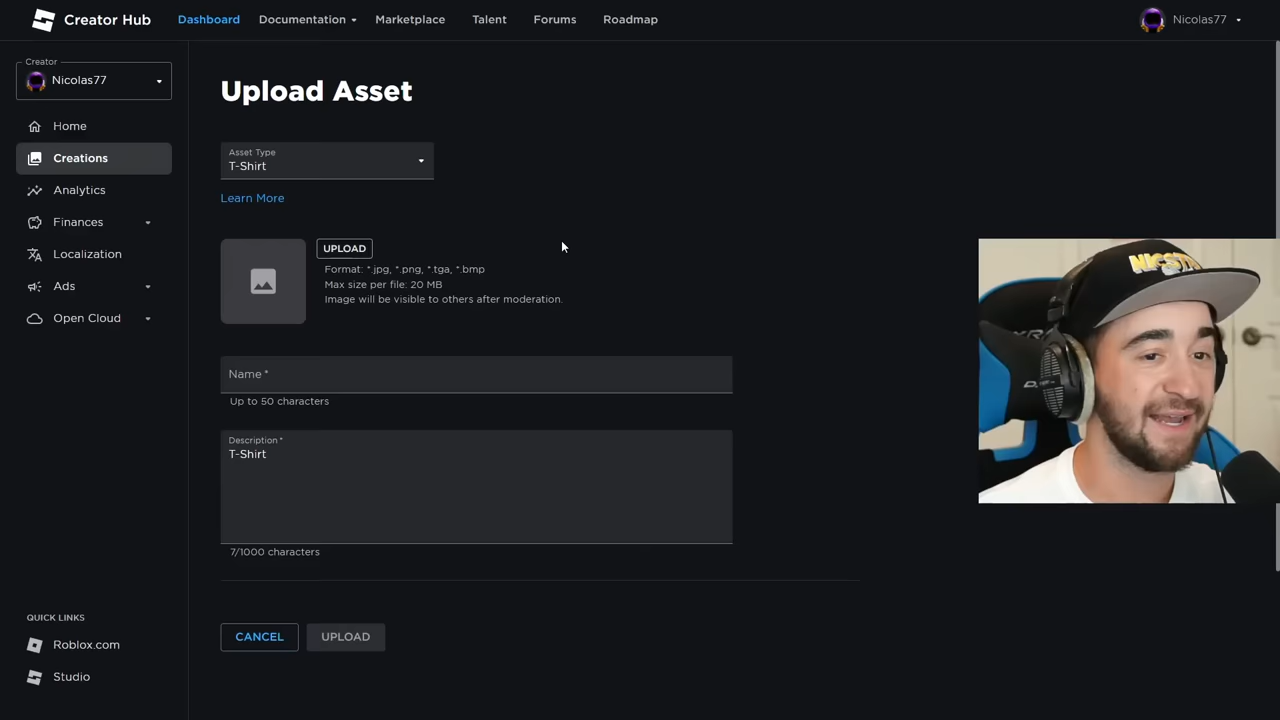 Creator Hub
Dashboard
Documentation
Marketplace
Talent
Forums
Roadmap
Nicolas77
Creator
Nicolas77
Home
Creations
Analytics
Finances
Localization
Ads
Open Cloud
QUICK LINKS
Roblox.com
Studio
Upload Asset
Asset Type
T-Shirt
Learn More
UPLOAD
Format: *.jpg, *.png, *.tga, *.bmp
Max size per file: 20 MB
Image will be visible to others after moderation.
Name *
Up to 50 characters
Description *
T-Shirt
7/1000 characters
CANCEL
UPLOAD